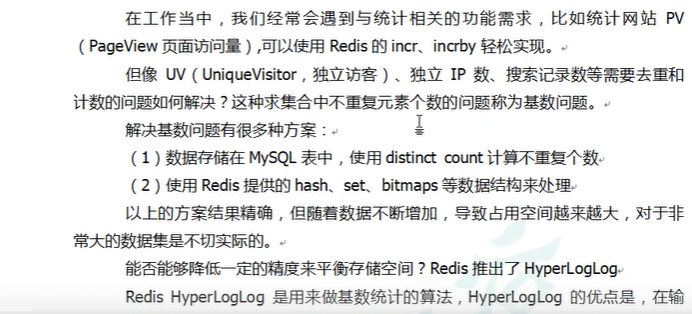 在工作当中，我们经常会遇到与统计相关的功能需求，比如统计网站 PV
（PageView 页面访问量）,可以使用 Redis 的 incr、incrby 轻松实现。
但像 UV（UniqueVisitor，独立访客）、独立 IP 数、搜索记录数等需要去重和
计数的问题如何解决？这种求集合中不重复元素个数的问题称为基数问题。
解决基数问题有很多种方案：
（1）数据存储在 MySQL 表中，使用 distinct count 计算不重复个数
（2）使用 Redis 提供的 hash、set、bitmaps 等数据结构来处理
以上的方案结果精确，但随着数据不断增加，导致占用空间越来越大，对于非
常大的数据集是不切实际的。
能否能够降低一定的精度来平衡存储空间？Redis 推出了 HyperLogLog
Redis HyperLogLog 是用来做基数统计的算法，HyperLogLog 的优点是，在输